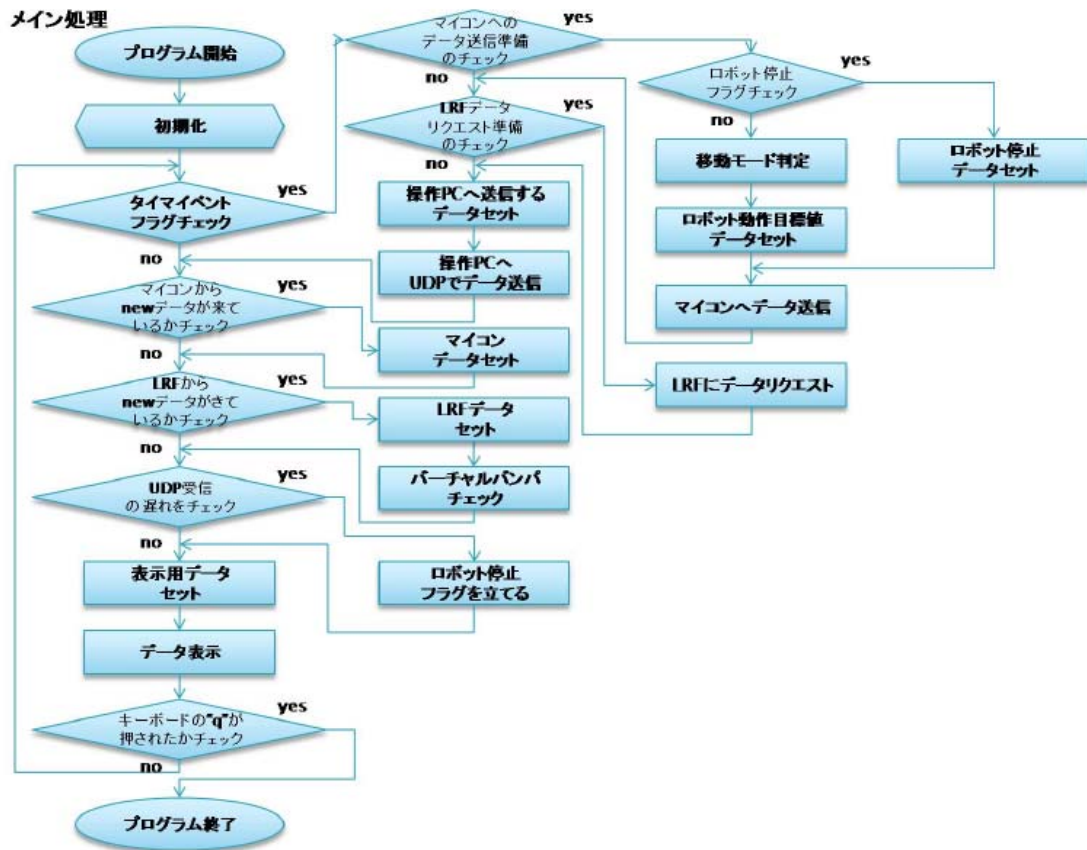 メイン処理
プログラム開始
初期化
タイマイベント
フラグチェック
yes
no
マイコンへの
データ送信準備
のチェック
yes
no
ロボット停止
フラグチェック
yes
no
ロボット停止
データセット
移動モード判定
ロボット動作目標値
データセット
マイコンへデータ送信
LRFデータ
リクエスト準備
のチェック
yes
no
LRFにデータリクエスト
操作PCへ送信する
データセット
操作PCへ
UDPでデータ送信
マイコンから
newデータが来て
いるかチェック
yes
no
マイコン
データセット
LRFから
newデータがきて
いるかチェック
yes
no
LRFデータ
セット
バーチャルバンパ
チェック
UDP受信
の遅れをチェック
yes
no
ロボット停止
フラグを立てる
表示用データ
セット
データ表示
キーボードの"q"が
押されたかチェック
yes
no
プログラム終了